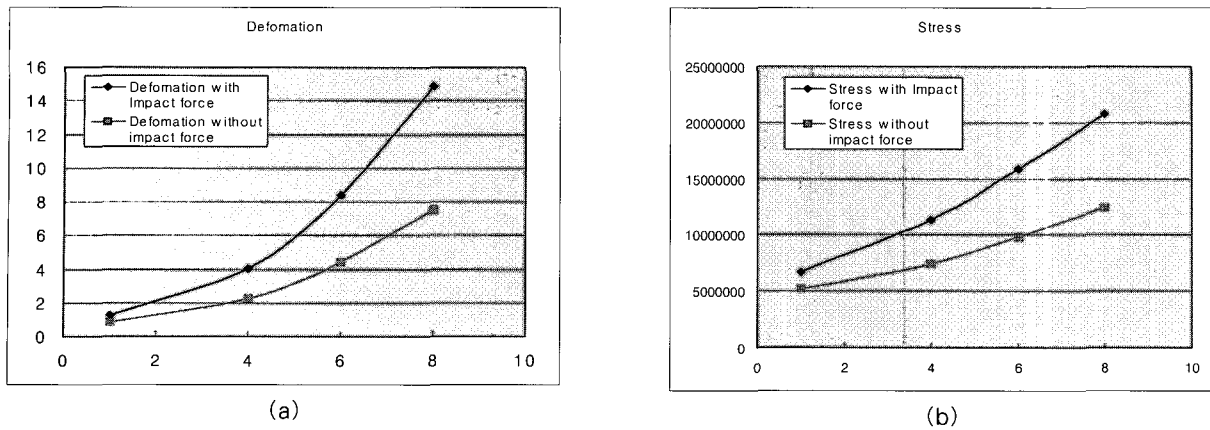 Defomation
16
14
12
10
8
6
4
2
0
0 2 4 6 8 10
Defomation with
Impact force
Defomation without
impact force
(a)
Stress
25000000
20000000
15000000
10000000
5000000
0
0 2 4 6 8 10
Stress with Impact
force
Stress without
impact force
(b)